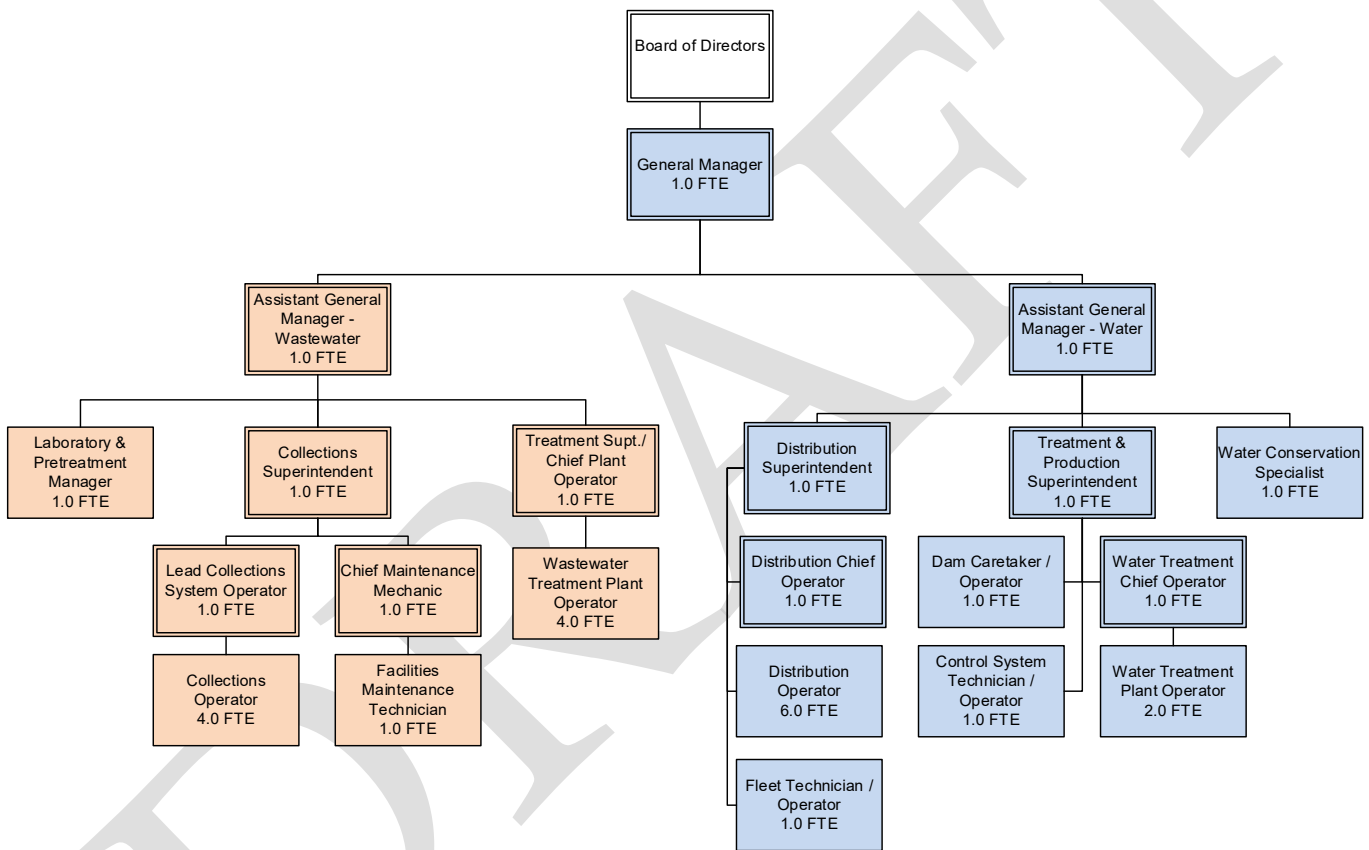 Board of Directors
General Manager
1.0 FTE
Assistant General
Manager -
Wastewater
1.0 FTE
Assistant General
Manager - Water
1.0 FTE
Laboratory &
Pretreatment
Manager
1.0 FTE
Collections
Superintendent
1.0 FTE
Treatment Supt./
Chief Plant
Operator
1.0 FTE
Distribution
Superintendent
1.0 FTE
Treatment &
Production
Superintendent
1.0 FTE
Water Conservation
Specialist
1.0 FTE
Lead Collections
System Operator
1.0 FTE
Chief Maintenance
Mechanic
1.0 FTE
Wastewater
Treatment Plant
Operator
4.0 FTE
Distribution Chief
Operator
1.0 FTE
Dam Caretaker /
Operator
1.0 FTE
Water Treatment
Chief Operator
1.0 FTE
Collections
Operator
4.0 FTE
Facilities
Maintenance
Technician
1.0 FTE
Distribution
Operator
6.0 FTE
Control System
Technician /
Operator
1.0 FTE
Water Treatment
Plant Operator
2.0 FTE
Fleet Technician /
Operator
1.0 FTE
DRAFT